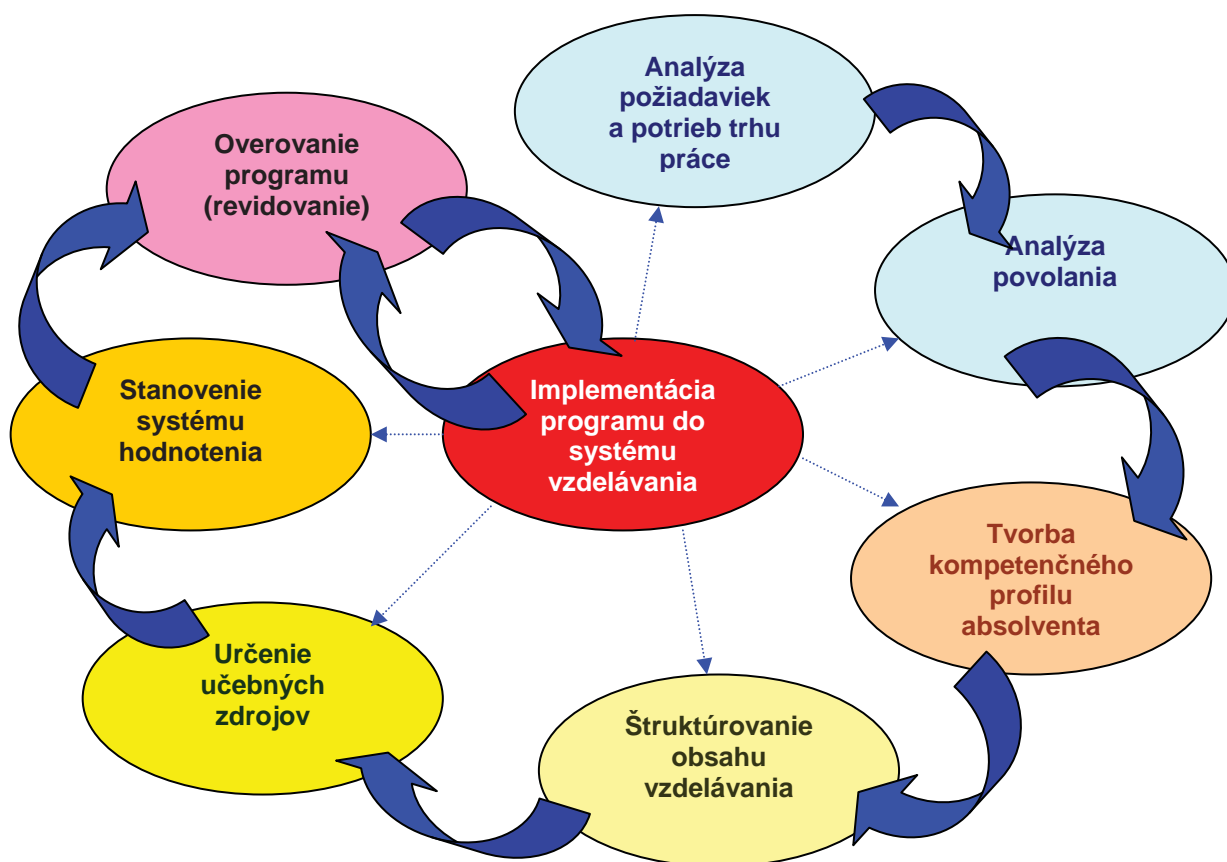 Analýza
požiadaviek
a potrieb trhu
práce
Overovanie
programu
(revidovanie)
Analýza
povolania
Stanovenie
systému
hodnotenia
Implementácia
programu do
systému
vzdelávania
Tvorba
kompetenčného
profilu
absolventa
Určenie
učebných
zdrojov
Štruktúrovanie
obsahu
vzdelávania